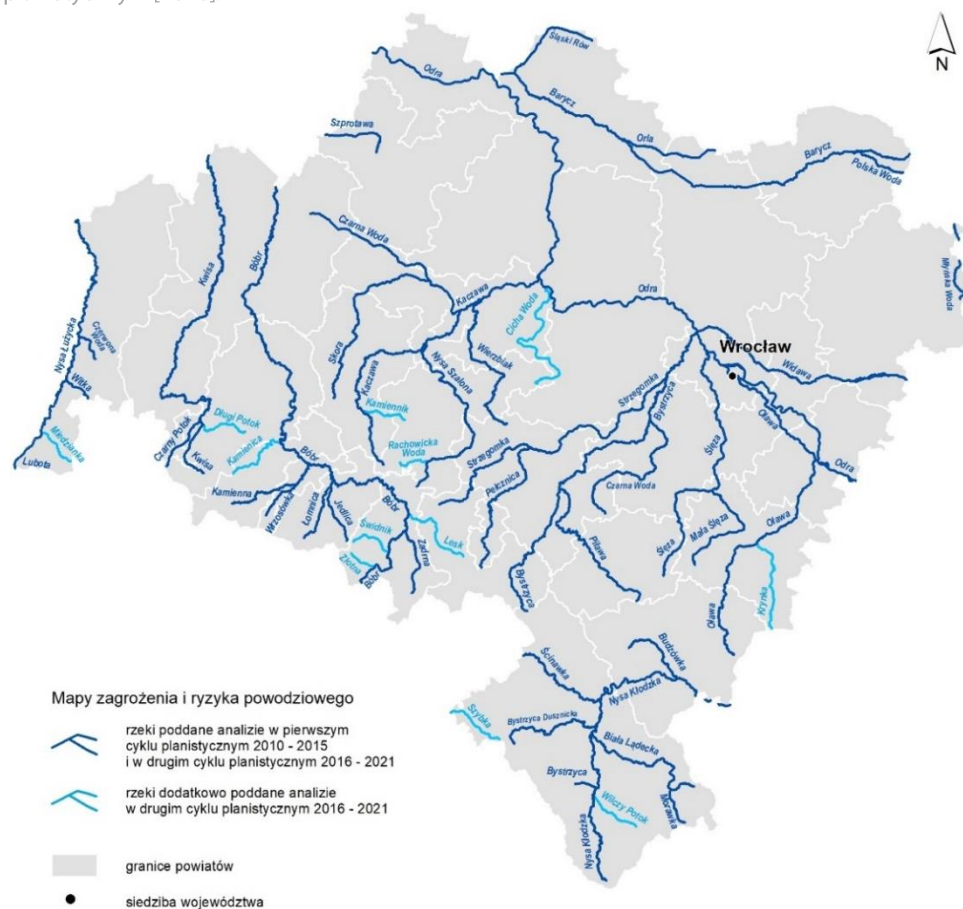 N
Śląski Rów
Odra
Barycz
Szprotawa
Orla
Barycz
Polska Woda
Czarna Woda
Kwisa
Bóbr
Młyńska Woda
Nysa Łużycka
Kaczawa
Cicha Woda
Odra
Czerwona
Woda
Skora
Wierzbiak
Wrocław
Widawa
Witka
Kaczawa
Nysa Szalona
Strzegomka
Bystrzyca
Oława
Miedzianka
Długi Potok
Kamiennik
Ślęza
Lubota
Czarny Potok
Kamienica
Rachowicka
Woda
Strzegomka
Kwisa
Bóbr
Pełcznica
Czarna Woda
Odra
Kamienna
Wrzosówka
Łomnica
Jedlica
Bóbr
Oława
Świdnik
Lesk
Ślęza
Mała Ślęza
Piława
Złotna
Bóbr
Zadrna
Bystrzyca
Oława
Krynka
Ścinawka
Budzówka
Nysa Kłodzka
Szybka
Bystrzyca Dusznicka
Biała Lądecka
Bystrzyca
Wilczy Potok
Morawka
Nysa Kłodzka
Mapy zagrożenia i ryzyka powodziowego
rzeki poddane analizie w pierwszym
cyklu planistycznym 2010 - 2015
i w drugim cyklu planistycznym 2016 - 2021
rzeki dodatkowo poddane analizie
w drugim cyklu planistycznym 2016 - 2021
granice powiatów
siedziba województwa